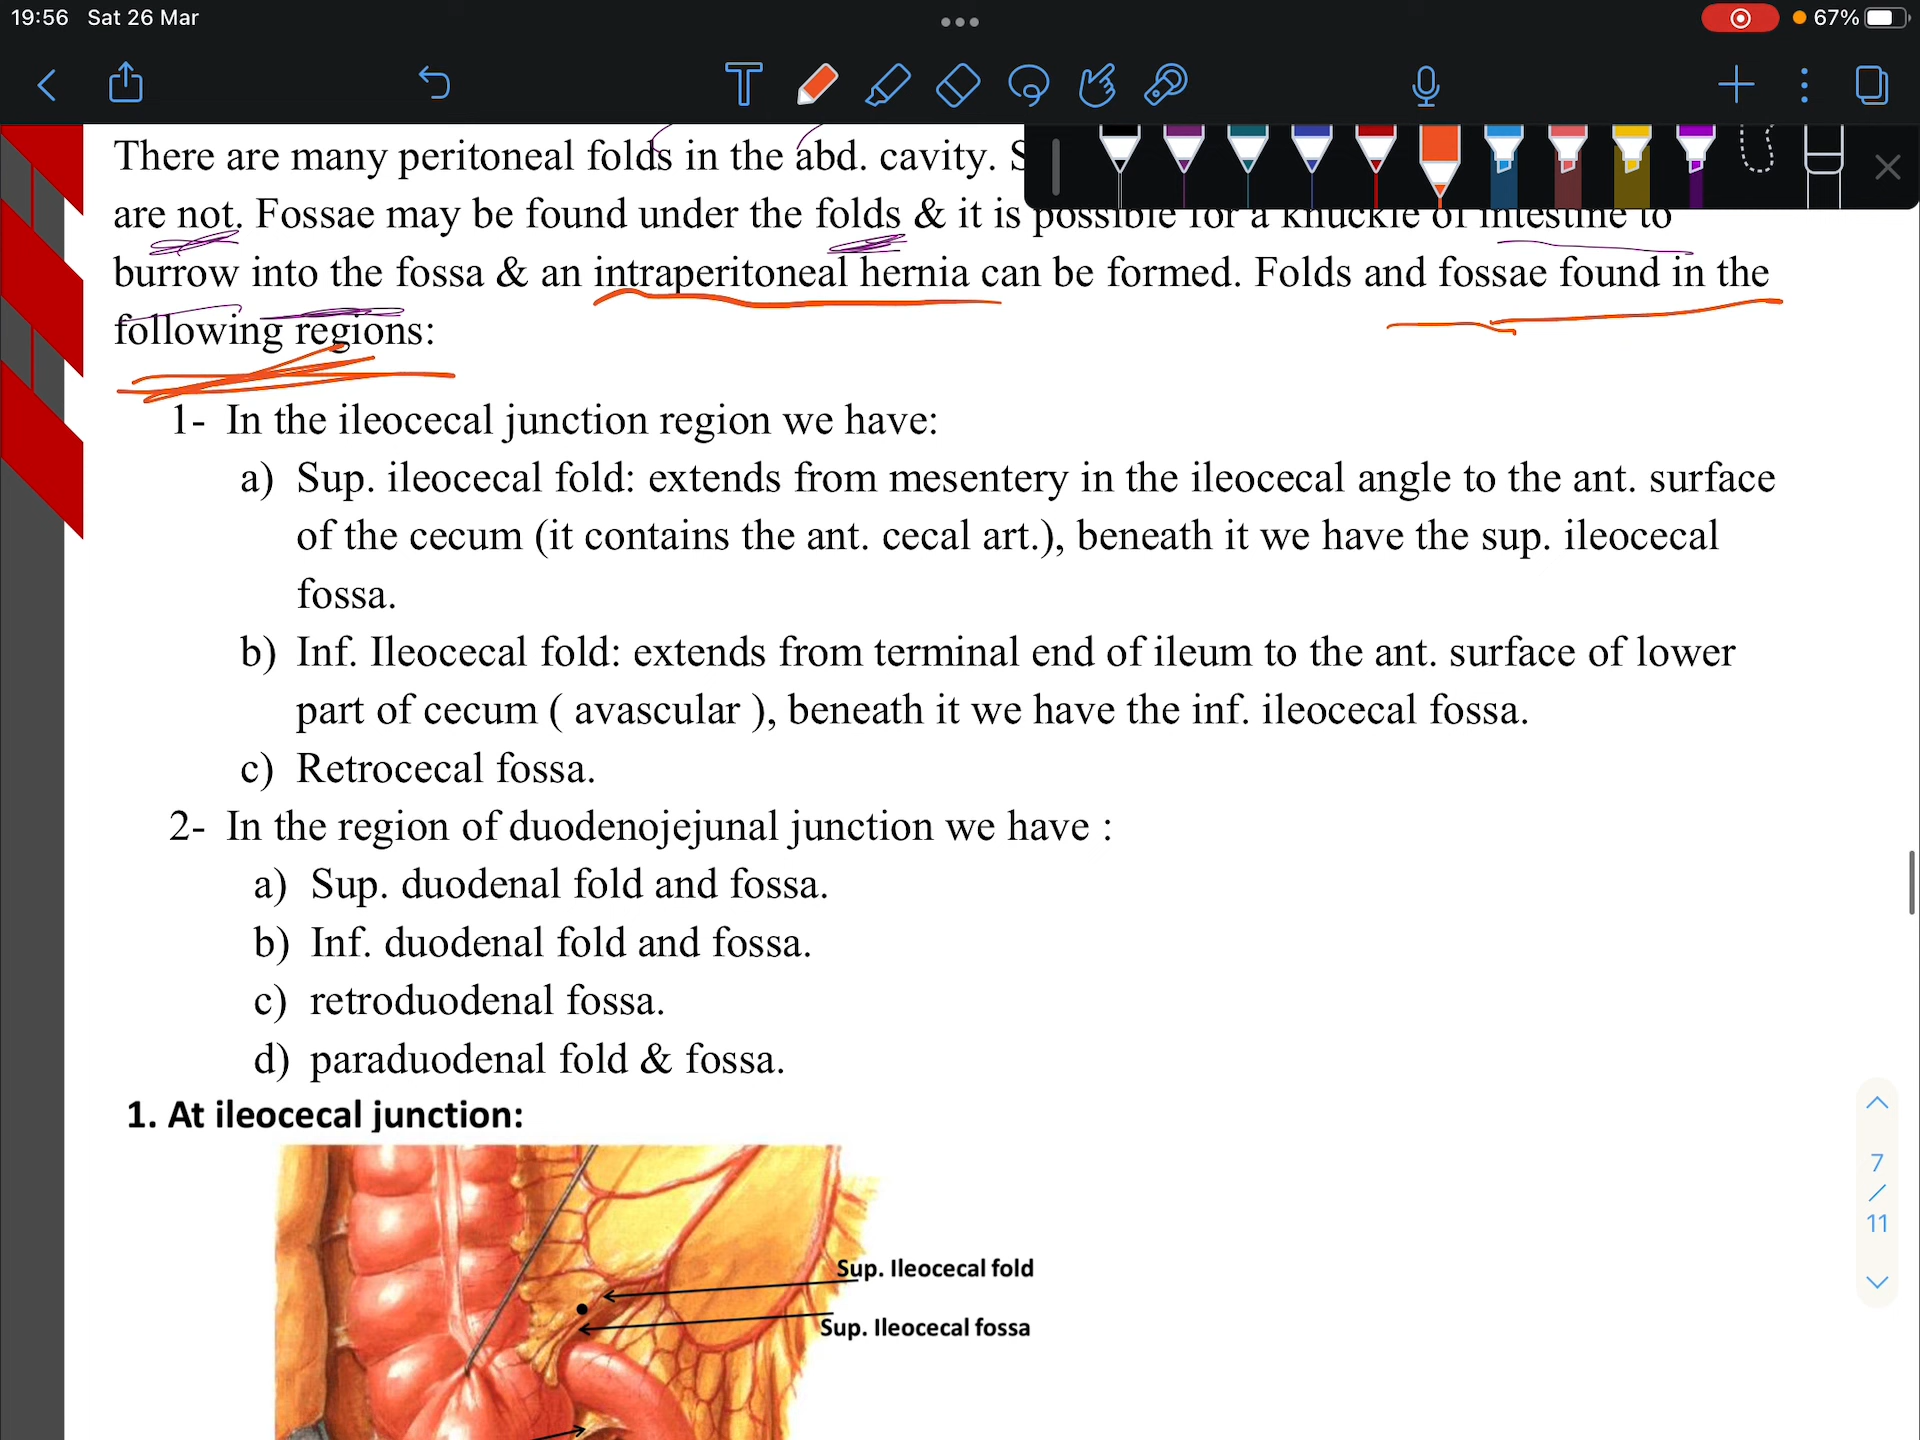 19:56 Sat 26 Mar
67%
There are many peritoneal folds in the abd. cavity. S
are not. Fossae may be found under the folds & it is possible for a knuckle of intestine to
burrow into the fossa & an intraperitoneal hernia can be formed. Folds and fossae found in the
following regions:
1- In the ileocecal junction region we have:
a) Sup. ileocecal fold: extends from mesentery in the ileocecal angle to the ant. surface
of the cecum (it contains the ant. cecal art.), beneath it we have the sup. ileocecal
fossa.
b) Inf. Ileocecal fold: extends from terminal end of ileum to the ant. surface of lower
part of cecum ( avascular ), beneath it we have the inf. ileocecal fossa.
c) Retrocecal fossa.
2- In the region of duodenojejunal junction we have :
a) Sup. duodenal fold and fossa.
b) Inf. duodenal fold and fossa.
c) retroduodenal fossa.
d) paraduodenal fold & fossa.
1. At ileocecal junction:
Sup. Ileocecal fold
Sup. Ileocecal fossa
7
/
11